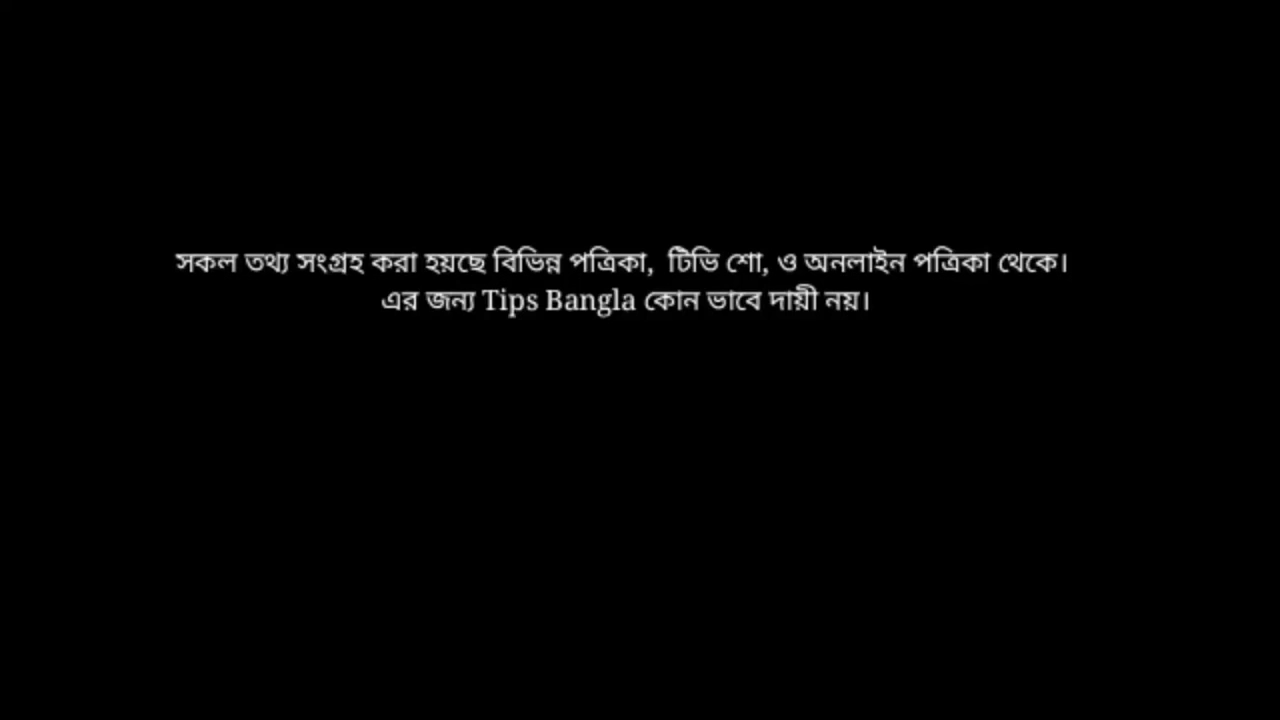 সকল তথ্য সংগ্রহ করা হয়ছে বিভিন্ন পত্রিকা, টিভি শো, ও অনলাইন পত্রিকা থেকে।
এর জন্য Tips Bangla কোন ভাবে দায়ী নয়।